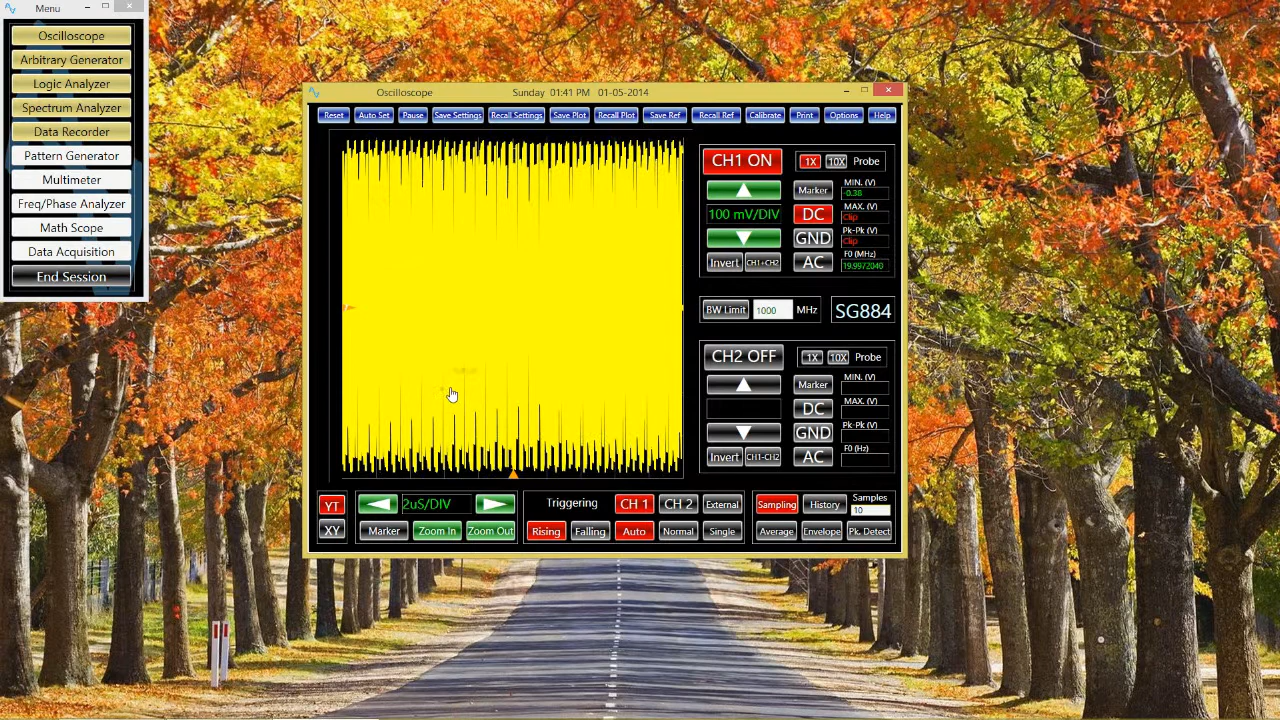 Menu
Oscilloscope
Arbitrary Generator
Logic Analyzer
Spectrum Analyzer
Data Recorder
Pattern Generator
Multimeter
Freq/Phase Analyzer
Math Scope
Data Acquisition
End Session
Oscilloscope Sunday 01:41 PM 01-05-2014
Reset Auto Set Pause Save Settings Recall Settings Save Plot Recall Plot Save Ref Recall Ref Calibrate Print Options Help
CH1 ON 1X 10X Probe
Marker MIN. (V)
-0.38
100 mV/DIV DC MAX. (V)
Clip
GND Pk-Pk (V)
Clip
Invert CH1+CH2 AC F0 (MHz)
19.9972040
BW Limit 1000 MHz SG884
CH2 OFF 1X 10X Probe
Marker MIN. (V)
DC MAX. (V)
GND Pk-Pk (V)
Invert CH1-CH2 AC F0 (Hz)
YT 2uS/DIV Triggering CH 1 CH 2 External Sampling History Samples
10
XY Marker Zoom In Zoom Out Rising Falling Auto Normal Single Average Envelope Pk. Detect